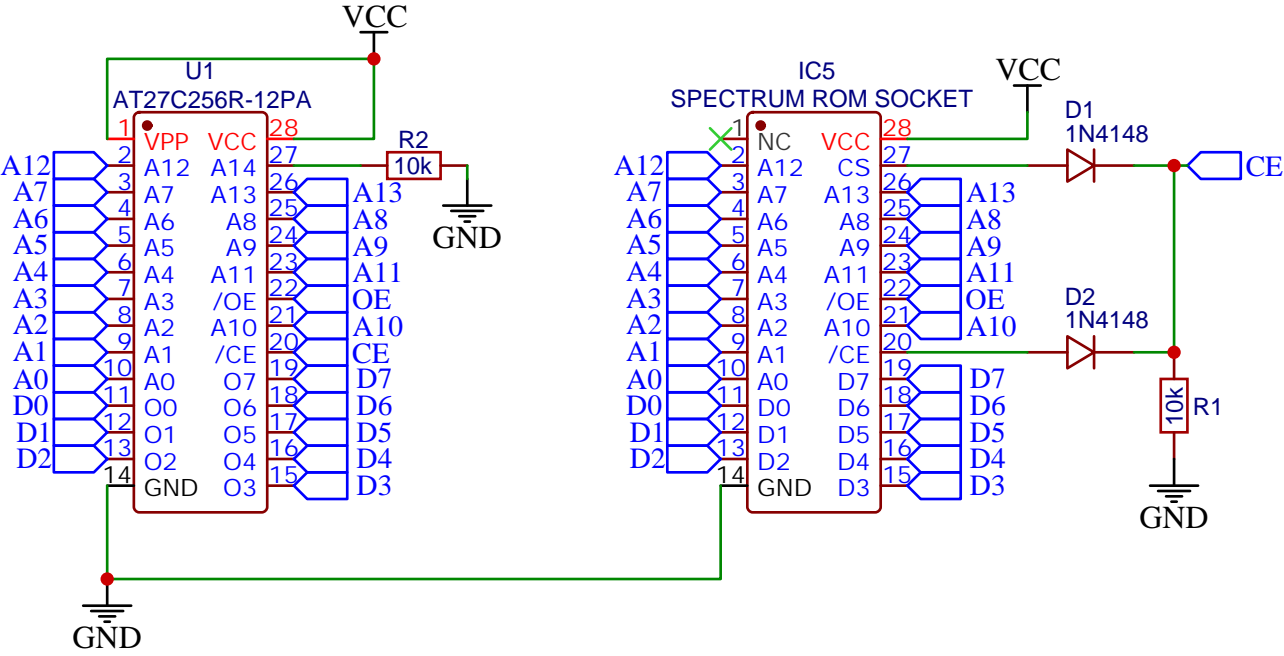 VCC
U1
AT27C256R-12PA
1 VPP VCC 28
A12 2 A12 A14 27 R2 10k
A7 3 A7 A13 26 A13
A6 4 A6 A8 25 A8
A5 5 A5 A9 24 A9
A4 6 A4 A11 23 A11
A3 7 A3 /OE 22 OE
A2 8 A2 A10 21 A10
A1 9 A1 /CE 20 CE
A0 10 A0 O7 19 D7
D0 11 O0 O6 18 D6
D1 12 O1 O5 17 D5
D2 13 O2 O4 16 D4
14 GND O3 15 D3
GND
GND
IC5
SPECTRUM ROM SOCKET
VCC
1 NC VCC 28
A12 2 A12 CS 27
A7 3 A7 A13 26 A13
A6 4 A6 A8 25 A8
A5 5 A5 A9 24 A9
A4 6 A4 A11 23 A11
A3 7 A3 /OE 22 OE
A2 8 A2 A10 21 A10
A1 9 A1 /CE 20
A0 10 A0 D7 19 D7
D0 11 D0 D6 18 D6
D1 12 D1 D5 17 D5
D2 13 D2 D4 16 D4
14 GND D3 15 D3
D1
1N4148
CE
D2
1N4148
10k R1
GND